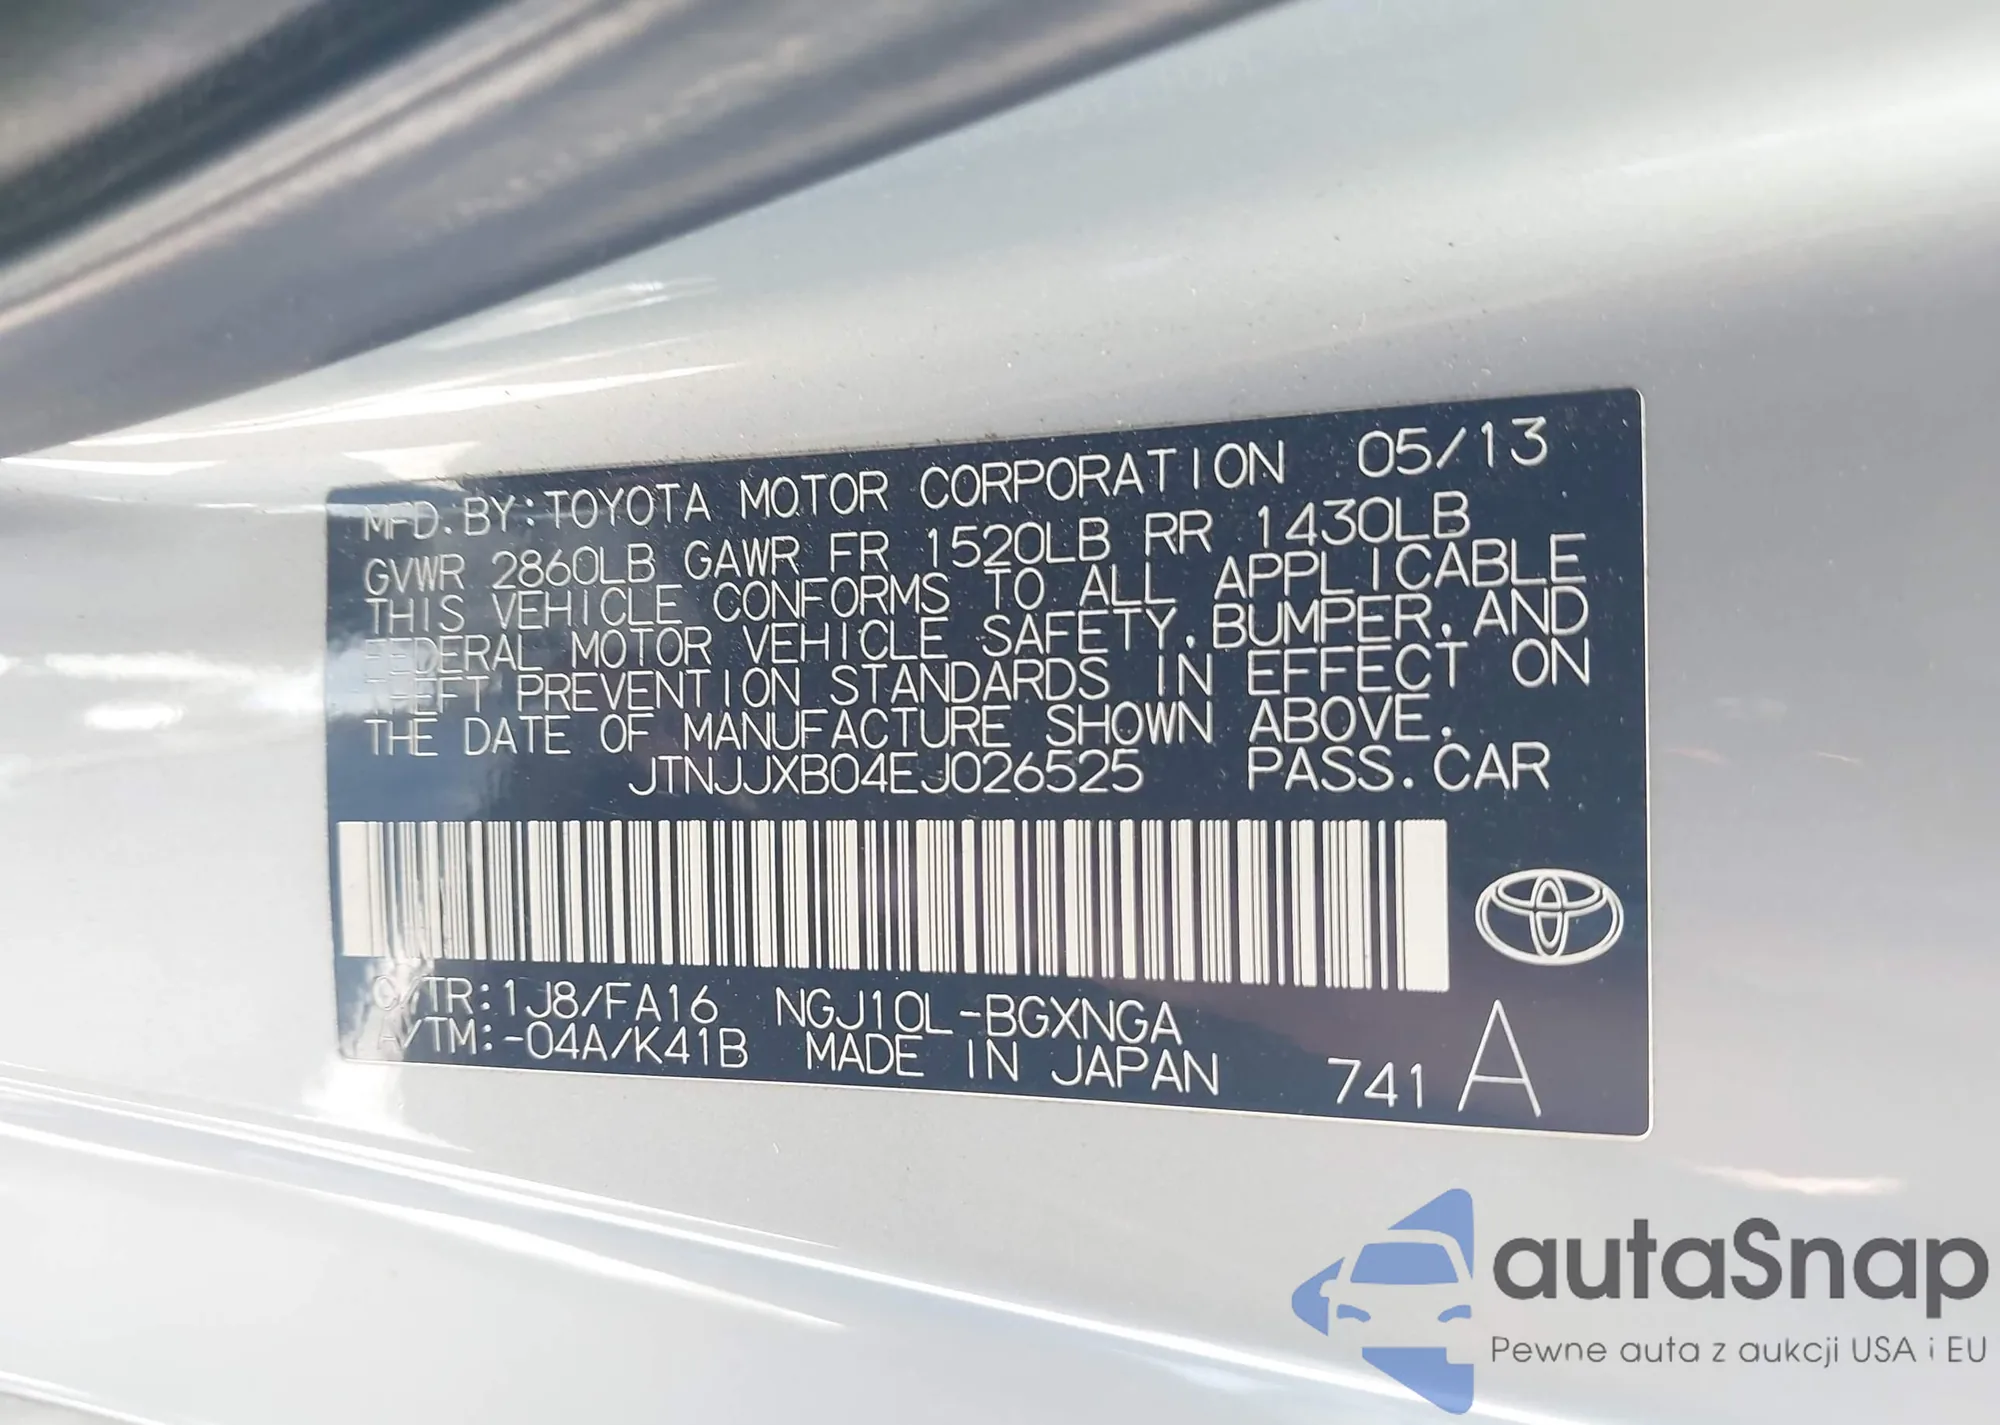 MFD. BY: TOYOTA MOTOR CORPORATION 05/13
GVWR 2860LB GAWR FR 1520LB RR 1430LB
THIS VEHICLE CONFORMS TO ALL APPLICABLE
FEDERAL MOTOR VEHICLE SAFETY, BUMPER, AND
THEFT PREVENTION STANDARDS IN EFFECT ON
THE DATE OF MANUFACTURE SHOWN ABOVE.
JTNJJXB04EJ026525 PASS. CAR
C/TR: 1J8/FA16 NGJ10L-BGXNGA
A/TM: -04A/K41B MADE IN JAPAN 741 A
autaSnap
Pewne auta z aukcji USA i EU